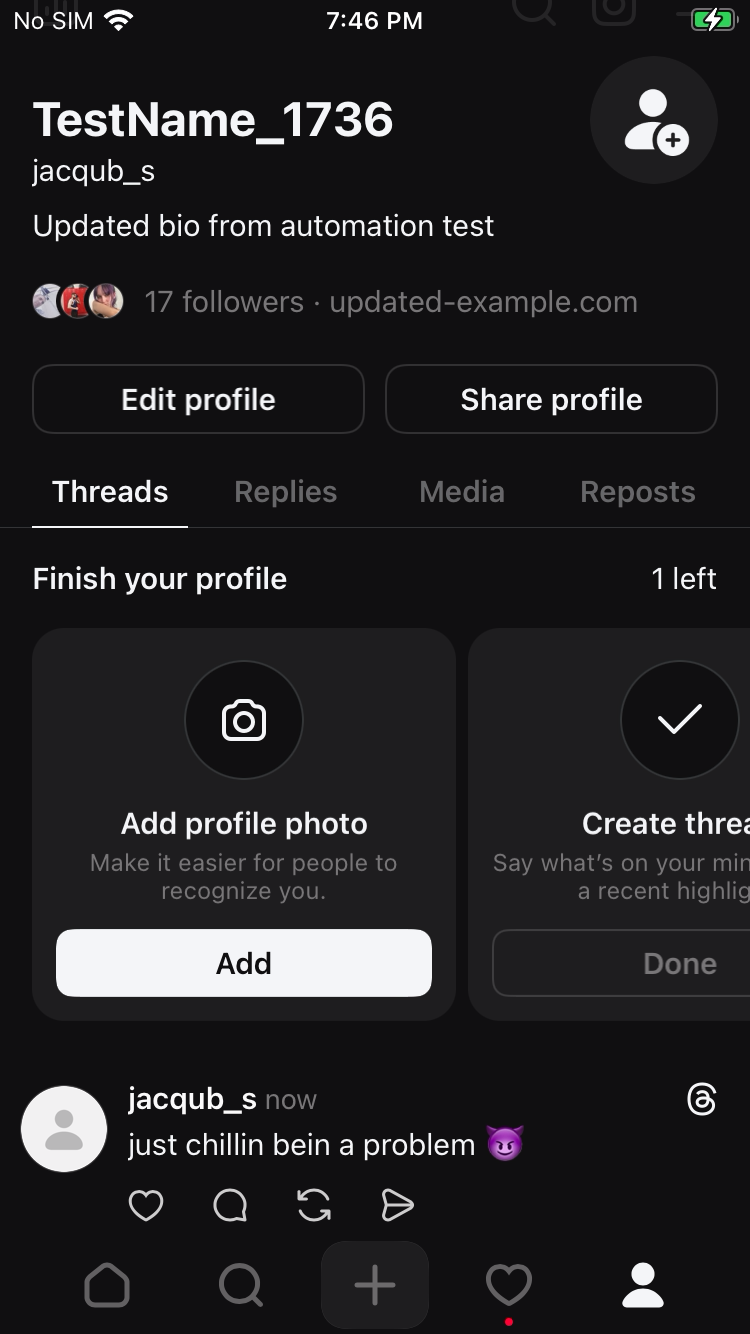 No SIM 7:46 PM
TestName_1736
jacqub_s
Updated bio from automation test
17 followers · updated-example.com
Edit profile Share profile
Threads Replies Media Reposts
Finish your profile 1 left
Add profile photo Create threa
Make it easier for people to Say what's on your min
recognize you. a recent highlig
Add Done
jacqub_s now
just chillin bein a problem 😈